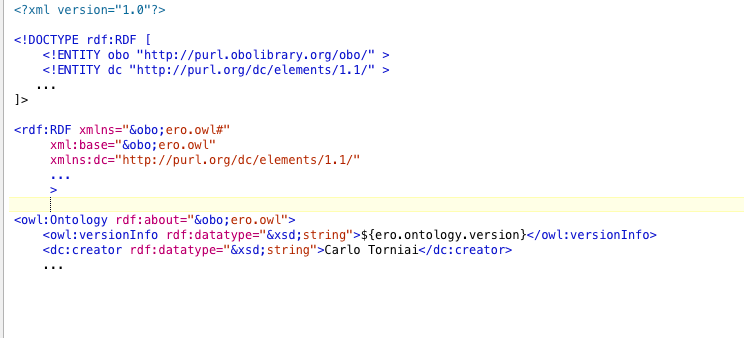 <?xml version="1.0"?>
<!DOCTYPE rdf:RDF [
<!ENTITY obo "http://purl.obolibrary.org/obo/" >
<!ENTITY dc "http://purl.org/dc/elements/1.1/" >
...
]>
<rdf:RDF xmlns="&obo;ero.owl#"
xml:base="&obo;ero.owl"
xmlns:dc="http://purl.org/dc/elements/1.1/"
...
>
<owl:Ontology rdf:about="&obo;ero.owl">
<owl:versionInfo rdf:datatype="&xsd;string">${ero.ontology.version}</owl:versionInfo>
<dc:creator rdf:datatype="&xsd;string">Carlo Torniai</dc:creator>
...